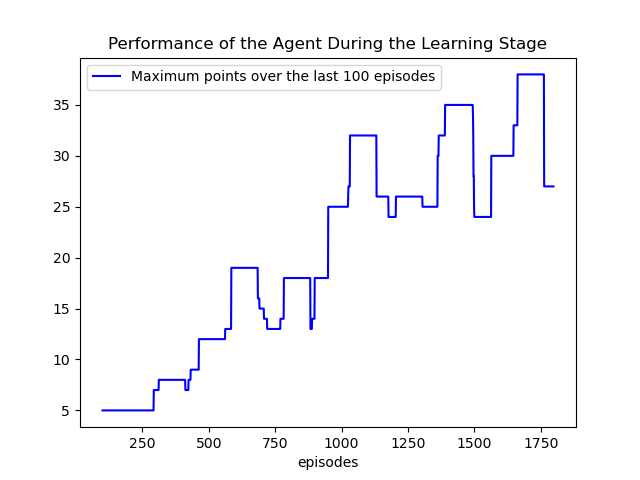 Performance of the Agent During the Learning Stage
Maximum points over the last 100 episodes
35
30
25
20
15
10
5
250 500 750 1000 1250 1500 1750
episodes